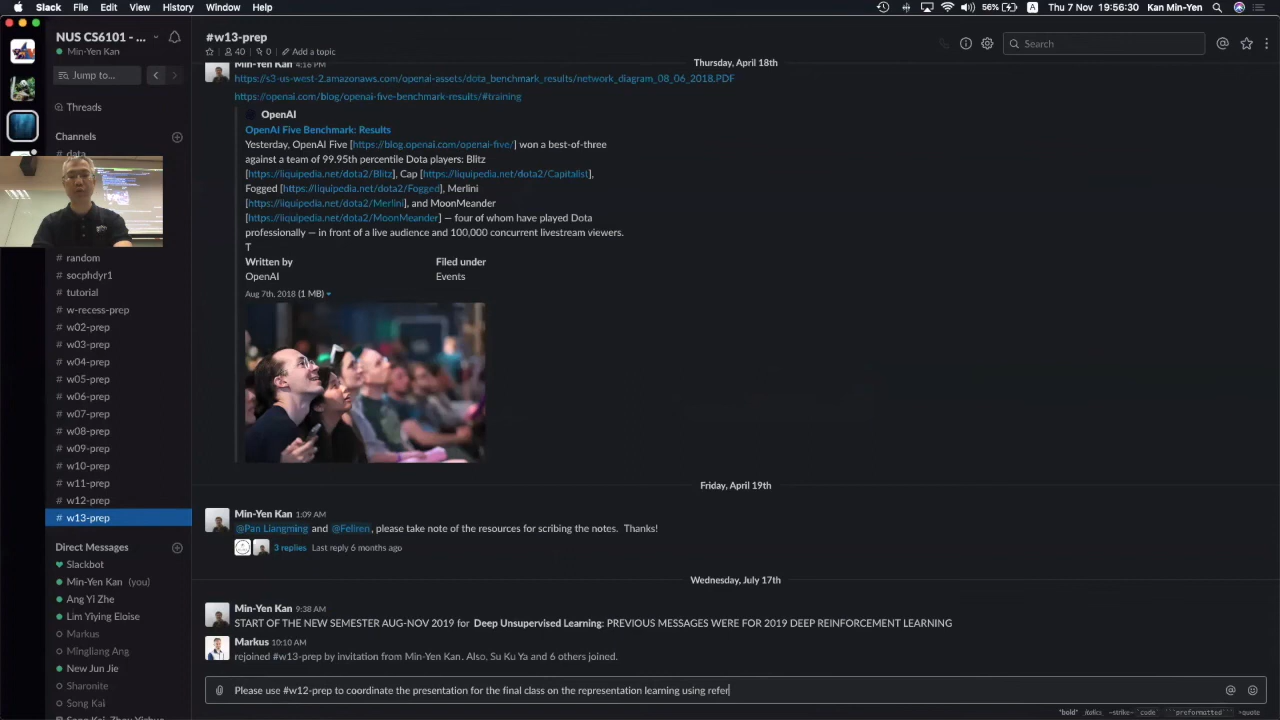 File Edit View History Window Help
56% A Thu 7 Nov 19:56:30 Kan Min-Yen
NUS CS6101 - ...
Min-Yen Kan
Jump to...
Threads
Channels
# data
# random
# socphdyr1
# tutorial
# w-recess-prep
# w02-prep
# w03-prep
# w04-prep
# w05-prep
# w06-prep
# w07-prep
# w08-prep
# w09-prep
# w10-prep
# w11-prep
# w12-prep
# w13-prep
Direct Messages
Slackbot
Min-Yen Kan (you)
Ang Yi Zhe
Lim Yiying Eloise
Markus
Mingliang Ang
New Jun Jie
Sharonite
Song Kai
#w13-prep
40 0 Add a topic
Search
Thursday, April 18th
Min-Yen Kan 4:16 PM
https://s3-us-west-2.amazonaws.com/openai-assets/dota_benchmark_results/network_diagram_08_06_2018.PDF
https://openai.com/blog/openai-five-benchmark-results/#training
OpenAI
OpenAI Five Benchmark: Results
Yesterday, OpenAI Five [https://blog.openai.com/openai-five/] won a best-of-three
against a team of 99.95th percentile Dota players: Blitz
[https://liquipedia.net/dota2/Blitz], Cap [https://liquipedia.net/dota2/Capitalist],
Fogged [https://liquipedia.net/dota2/Fogged], Merlini
[https://liquipedia.net/dota2/Merlini], and MoonMeander
[https://liquipedia.net/dota2/MoonMeander] — four of whom have played Dota
professionally — in front of a live audience and 100,000 concurrent livestream viewers.
T
Written by Filed under
OpenAI Events
Aug 7th, 2018 (1 MB)
Friday, April 19th
Min-Yen Kan 1:09 AM
@Pan Liangming and @Feliren, please take note of the resources for scribing the notes. Thanks!
3 replies Last reply 6 months ago
Wednesday, July 17th
Min-Yen Kan 9:38 AM
START OF THE NEW SEMESTER AUG-NOV 2019 for Deep Unsupervised Learning: PREVIOUS MESSAGES WERE FOR 2019 DEEP REINFORCEMENT LEARNING
Markus 10:10 AM
rejoined #w13-prep by invitation from Min-Yen Kan. Also, Su Ku Ya and 6 others joined.
Please use #w12-prep to coordinate the presentation for the final class on the representation learning using refer
*bold* _italics_ ~strike~ `code` ```preformatted``` >quote